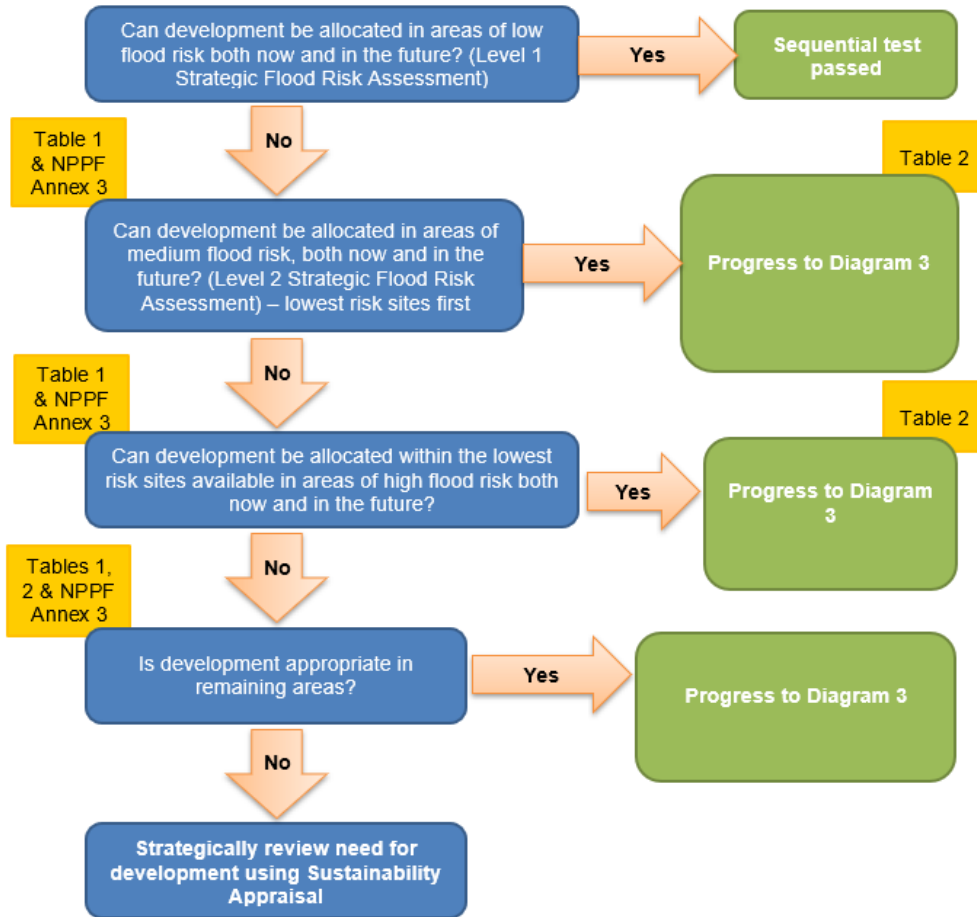 Can development be allocated in areas of low
flood risk both now and in the future? (Level 1
Strategic Flood Risk Assessment)
Yes
Sequential test
passed
No
Table 1
& NPPF
Annex 3
Table 2
Can development be allocated in areas of
medium flood risk, both now and in the
future? (Level 2 Strategic Flood Risk
Assessment) – lowest risk sites first
Yes
Progress to Diagram 3
No
Table 1
& NPPF
Annex 3
Table 2
Can development be allocated within the lowest
risk sites available in areas of high flood risk both
now and in the future?
Yes
Progress to Diagram
3
No
Tables 1,
2 & NPPF
Annex 3
Is development appropriate in
remaining areas?
Yes
Progress to Diagram 3
No
Strategically review need for
development using Sustainability
Appraisal